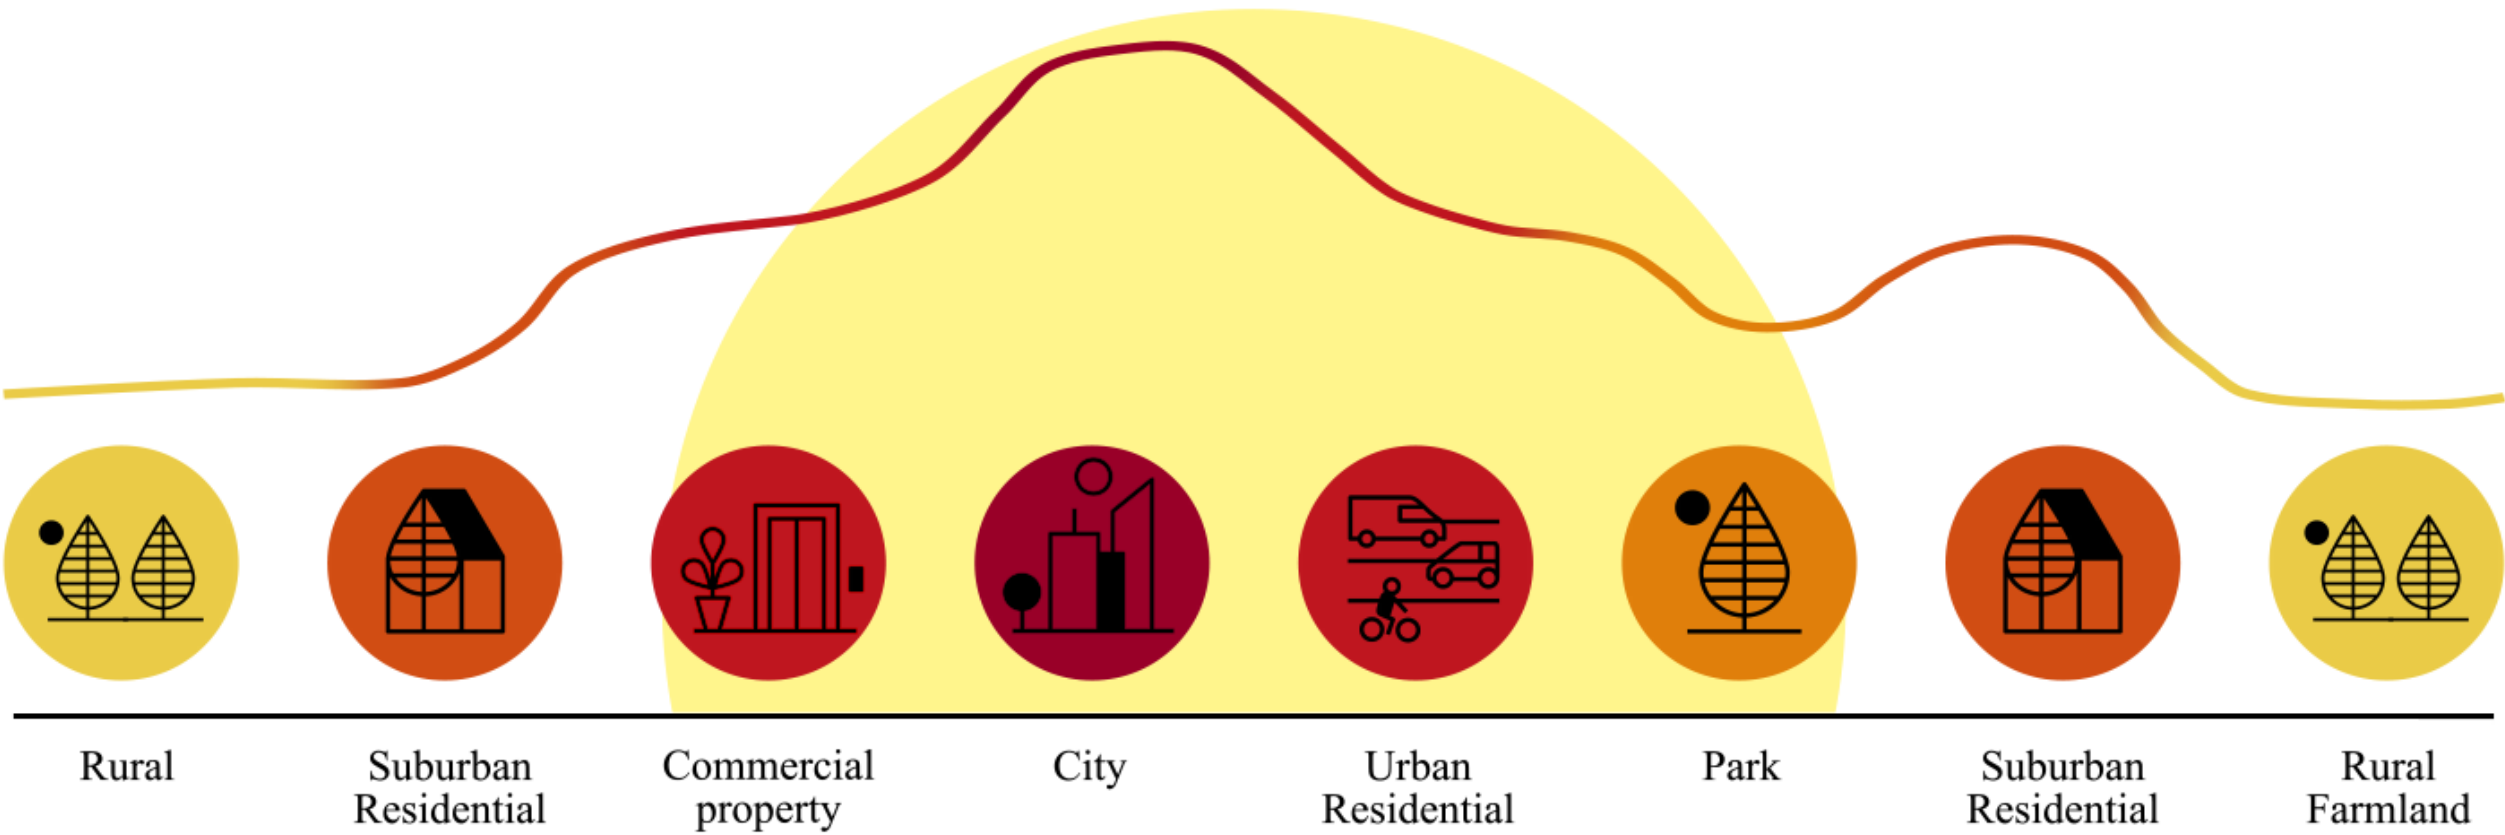 Rural
Suburban
Residential
Commercial
property
City
Urban
Residential
Park
Suburban
Residential
Rural
Farmland